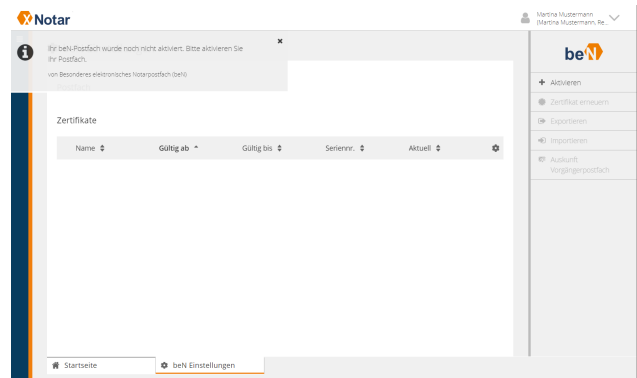 XNotar
Martina Mustermann
(Martina Mustermann, Re...
Ihr beN-Postfach wurde noch nicht aktiviert. Bitte aktivieren Sie
Ihr Postfach.
von Besonderes elektronisches Notarpostfach (beN)
beN
Aktivieren
Zertifikat erneuern
Exportieren
Importieren
Auskunft
Vorgängerpostfach
Zertifikate
Name Gültig ab Gültig bis Seriennr. Aktuell
Startseite beN Einstellungen